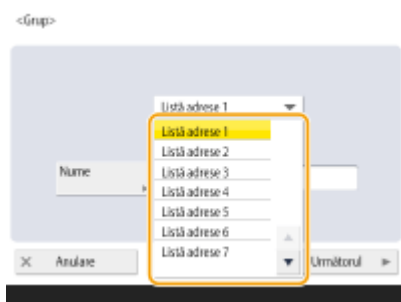 <Grup>
Listă adrese 1
Listă adrese 1
Listă adrese 2
Nume
Listă adrese 3
Listă adrese 4
Listă adrese 5
Listă adrese 6
Listă adrese 7
Anulare
Următorul